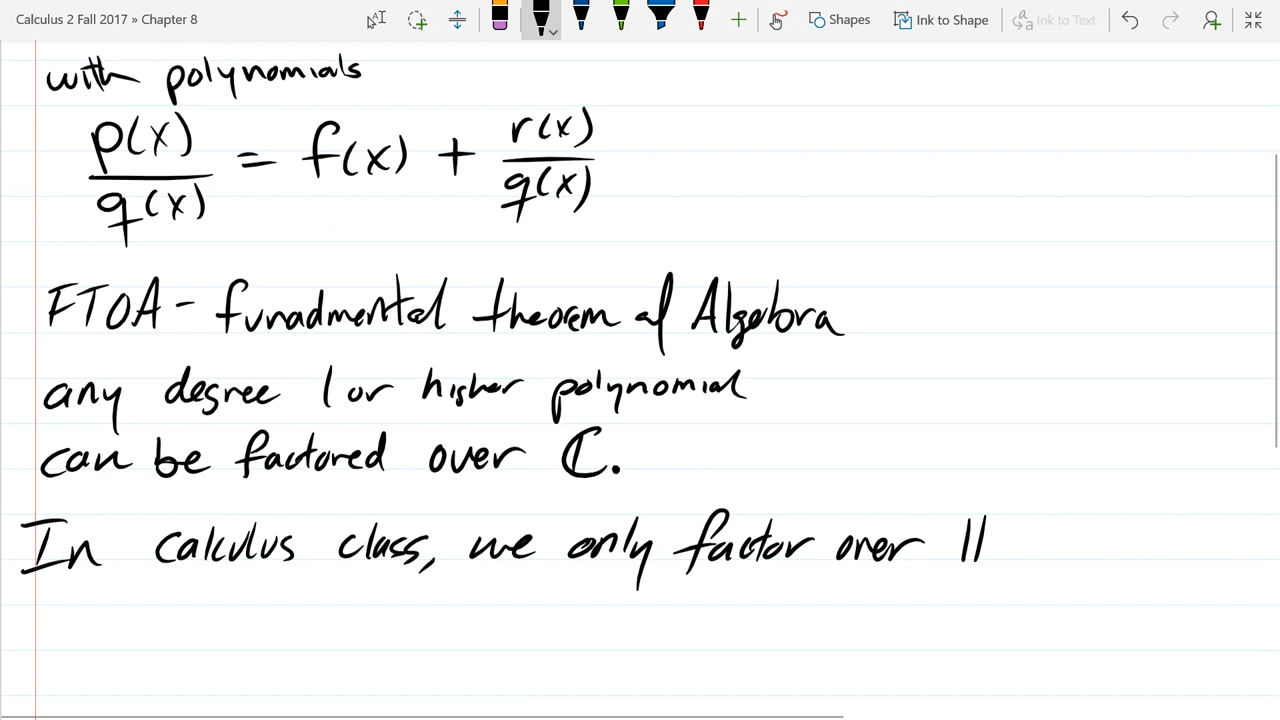 Calculus 2 Fall 2017 » Chapter 8
Shapes Ink to Shape Ink to Text
with polynomials
p(x)/q(x) = f(x) + r(x)/q(x)
FTOA - funadmental theorem of Algebra
any degree 1 or higher polynomial
can be factored over ℂ.
In calculus class, we only factor over ||